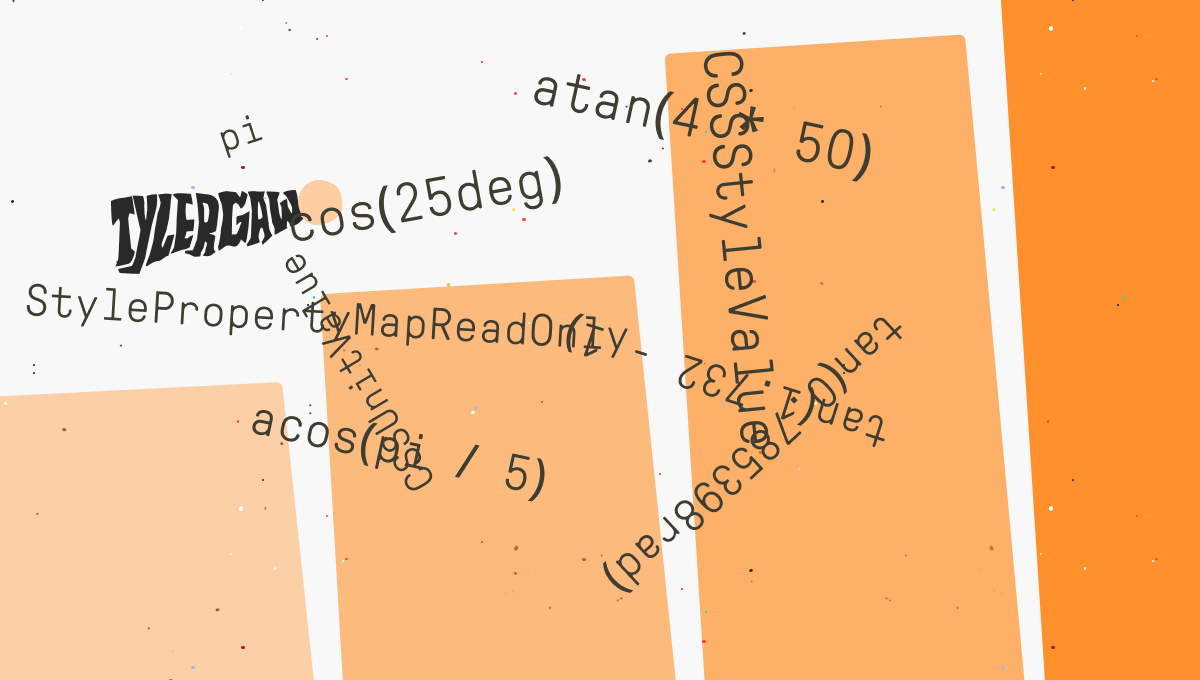 pi
atan(4 * 50)
CSSStyleValue
TYLERGAW
cos(25deg)
CSSUnitValue
StylePropertyMapReadOnly
acos(pi / 5)
tan(0.785398rad)